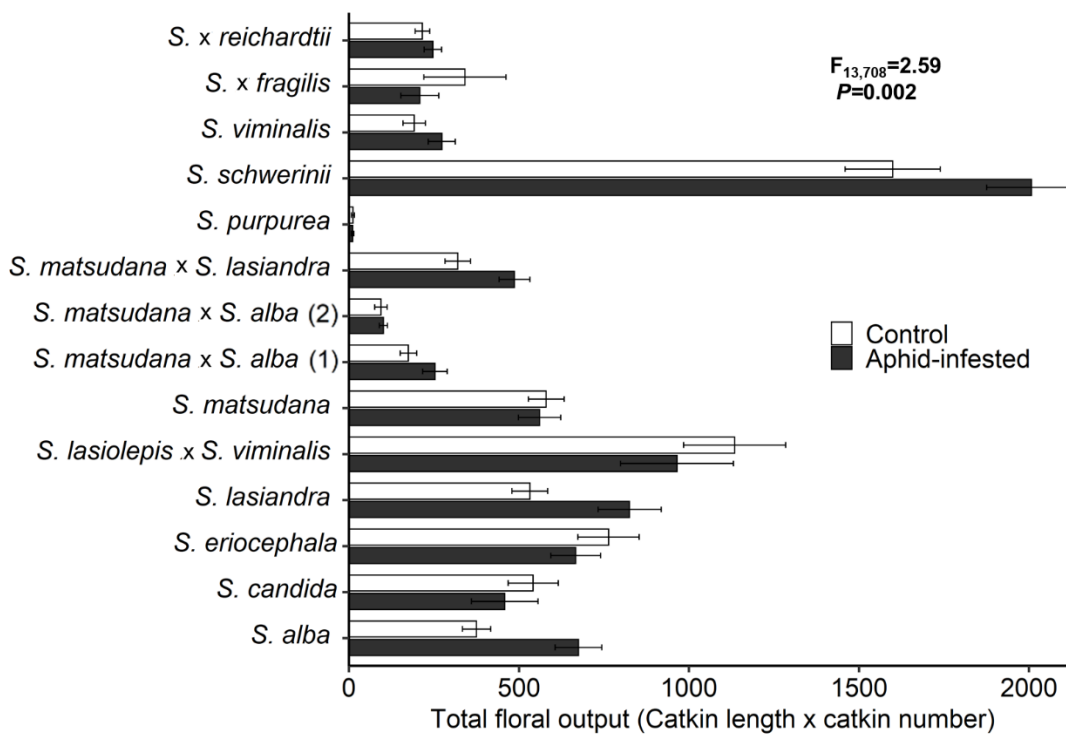 S. x reichardtii
F13,708=2.59
S. x fragilis
P=0.002
S. viminalis
S. schwerinii
S. purpurea
S. matsudana x S. lasiandra
S. matsudana x S. alba (2)
Control
S. matsudana x S. alba (1)
Aphid-infested
S. matsudana
S. lasiolepis x S. viminalis
S. lasiandra
S. eriocephala
S. candida
S. alba
0 500 1000 1500 2000
Total floral output (Catkin length x catkin number)